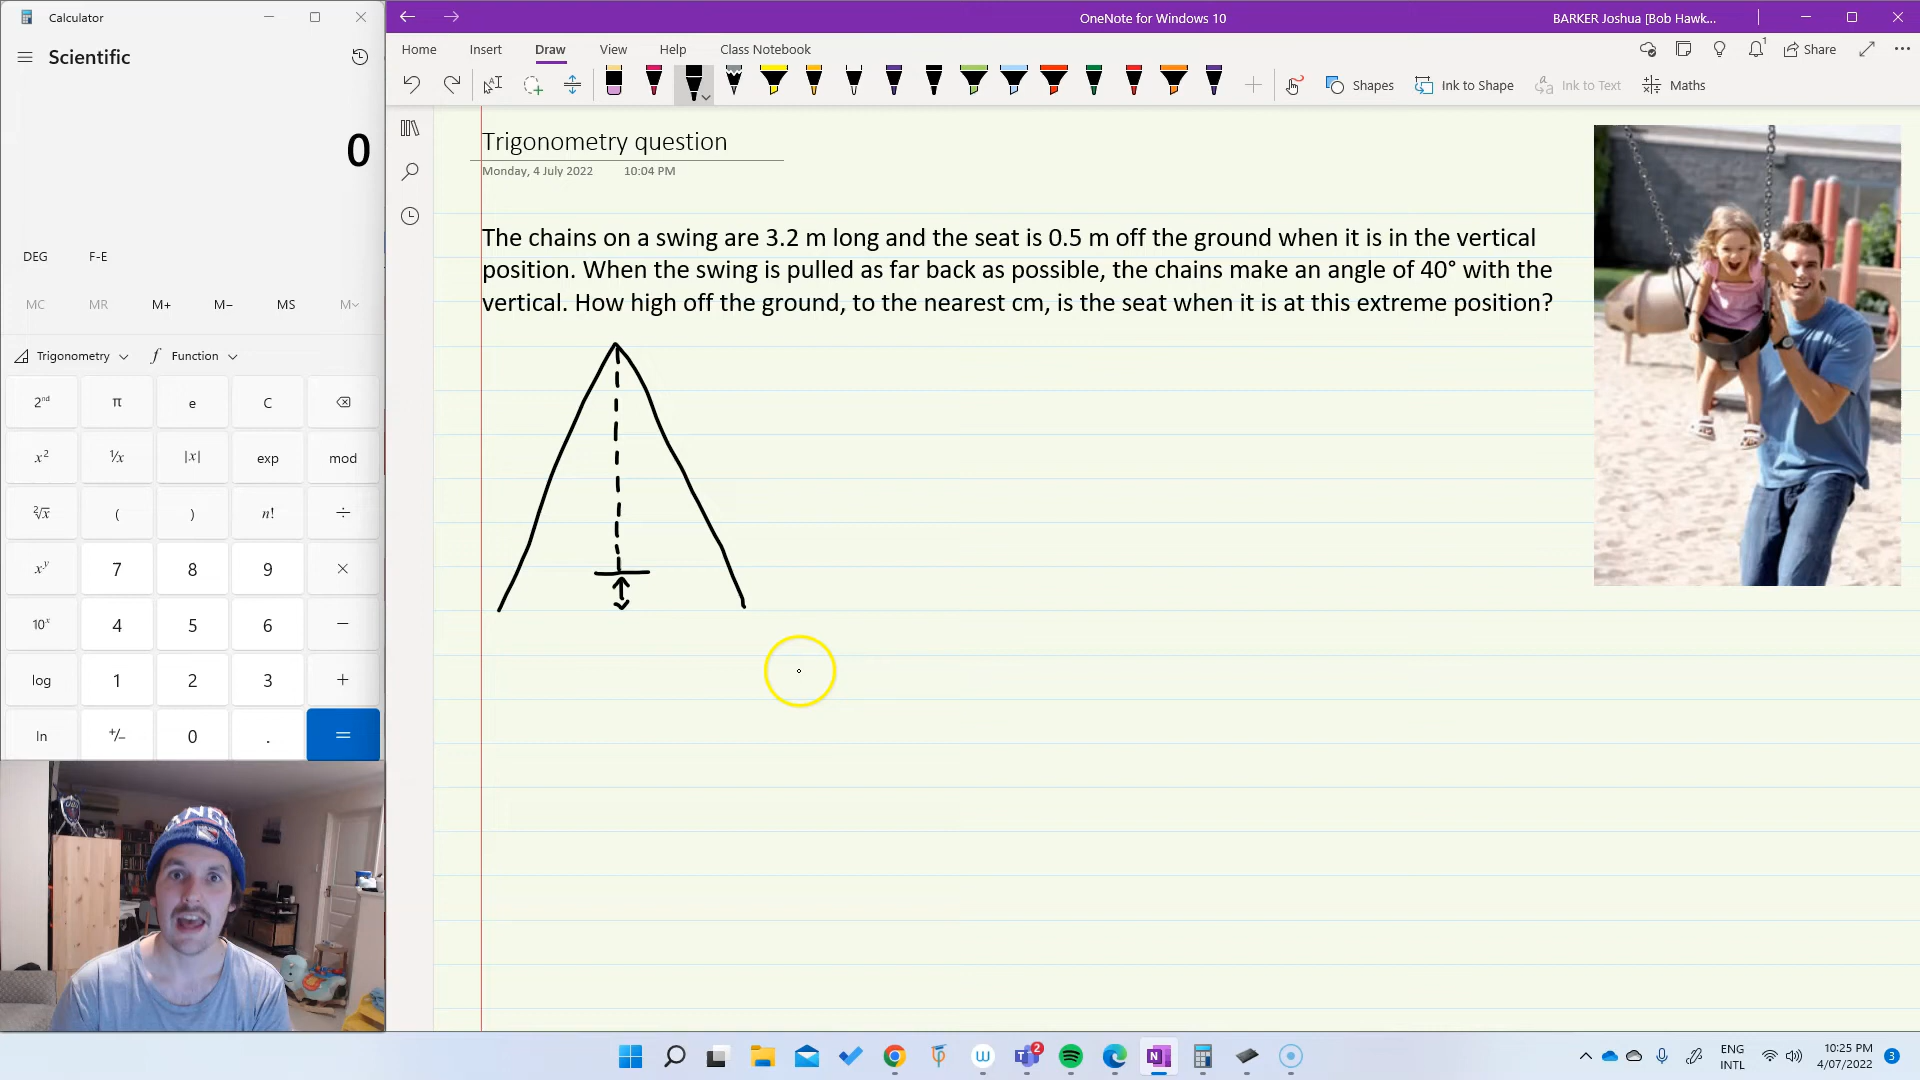 Calculator
OneNote for Windows 10
BARKER Joshua [Bob Hawk...
Scientific
Home Insert Draw View Help Class Notebook
1
Share
Shapes Ink to Shape Ink to Text Maths
0
Trigonometry question
Monday, 4 July 2022 10:04 PM
DEG F-E
MC MR M+ M− MS M
The chains on a swing are 3.2 m long and the seat is 0.5 m off the ground when it is in the vertical
position. When the swing is pulled as far back as possible, the chains make an angle of 40° with the
vertical. How high off the ground, to the nearest cm, is the seat when it is at this extreme position?
Trigonometry f Function
2nd π e C
x² ¹/x |x| exp mod
²√x ( ) n! ÷
xʸ 7 8 9 ×
10ˣ 4 5 6 −
log 1 2 3 +
ln +/− 0 . =
2
ENG
INTL
10:25 PM
4/07/2022
3